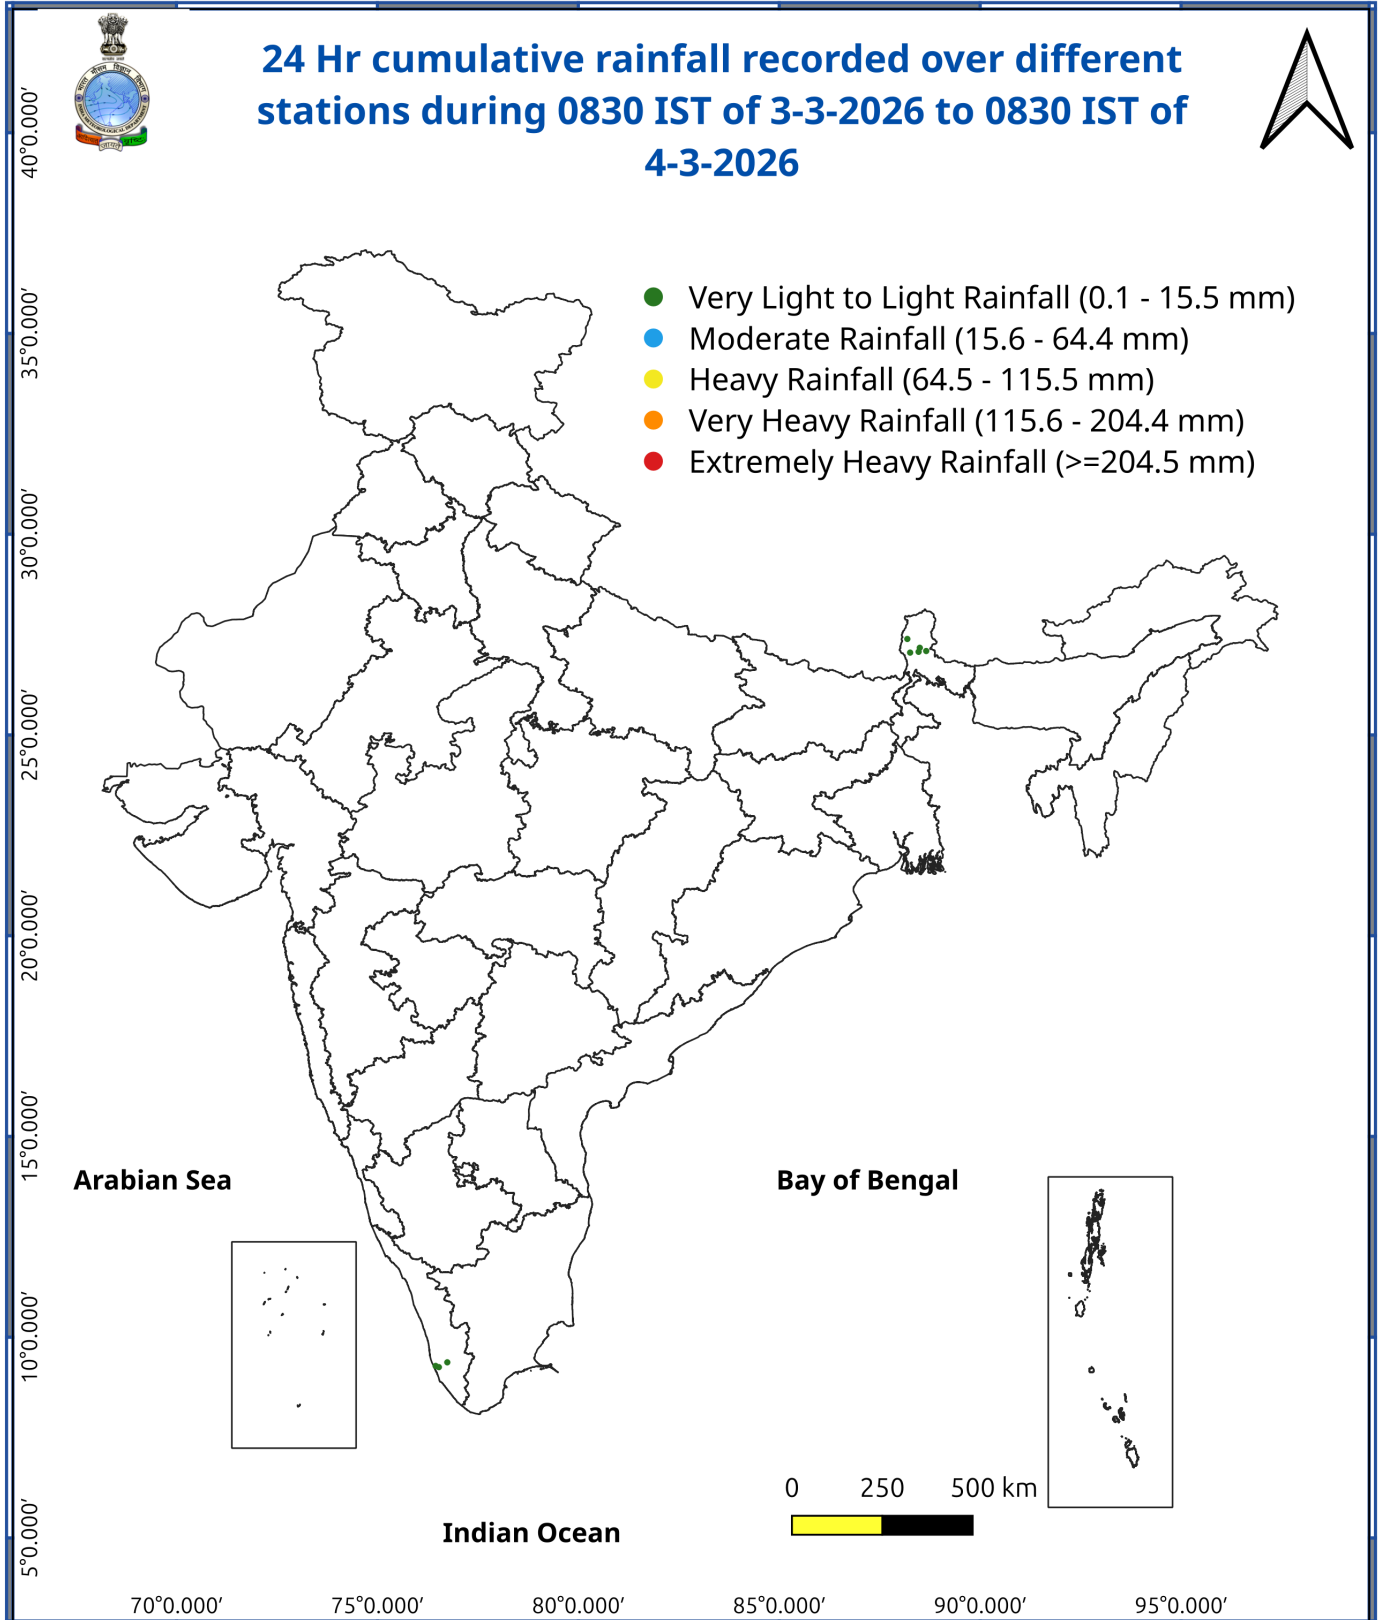 24 Hr cumulative rainfall recorded over different
stations during 0830 IST of 3-3-2026 to 0830 IST of
4-3-2026
Very Light to Light Rainfall (0.1 - 15.5 mm)
Moderate Rainfall (15.6 - 64.4 mm)
Heavy Rainfall (64.5 - 115.5 mm)
Very Heavy Rainfall (115.6 - 204.4 mm)
Extremely Heavy Rainfall (>=204.5 mm)
40°0.000′
35°0.000′
30°0.000′
25°0.000′
20°0.000′
15°0.000′
10°0.000′
5°0.000′
Arabian Sea
Bay of Bengal
0 250 500 km
Indian Ocean
70°0.000′ 75°0.000′ 80°0.000′ 85°0.000′ 90°0.000′ 95°0.000′